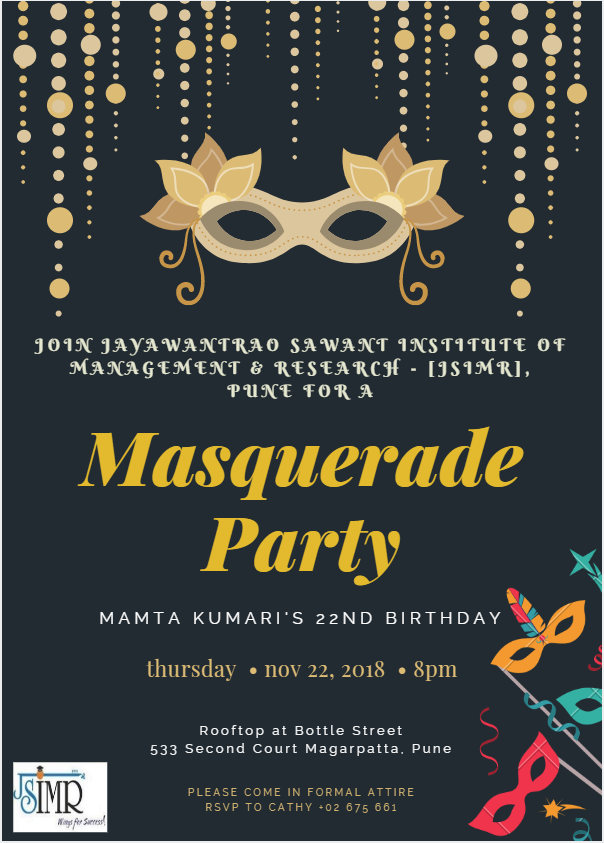 JOIN JAYAWANTRAO SAWANT INSTITUTE OF
MANAGEMENT & RESEARCH - [JSIMR],
PUNE FOR A
Masquerade
Party
MAMTA KUMARI'S 22ND BIRTHDAY
thursday • nov 22, 2018 • 8pm
Rooftop at Bottle Street
533 Second Court Magarpatta, Pune
PLEASE COME IN FORMAL ATTIRE
RSVP TO CATHY +02 675 661
JSIMR
Wings for Success!